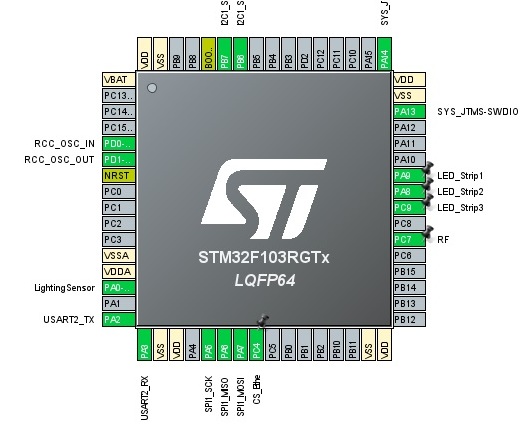 I2C1_S
I2C1_S
SYS_J
VDD
VSS
PB9
PB8
BOO..
PB7
PB6
PB5
PB4
PB3
PD2
PC12
PC11
PC10
PA15
PA14
VBAT
PC13..
PC14..
PC15..
RCC_OSC_IN PD0-..
RCC_OSC_OUT PD1-..
NRST
PC0
PC1
PC2
PC3
VSSA
VDDA
LightingSensor PA0-..
PA1
USART2_TX PA2
STM32F103RGTx
LQFP64
VDD
VSS
PA13 SYS_JTMS-SWDIO
PA12
PA11
PA10
PA9 LED_Strip1
PA8 LED_Strip2
PC9 LED_Strip3
PC8
PC7 RF
PC6
PB15
PB14
PB13
PB12
PA3
VSS
VDD
PA4
PA5
PA6
PA7
PC4
PC5
PB0
PB1
PB2
PB10
PB11
VSS
VDD
USART2_RX
SPI1_SCK
SPI1_MISO
SPI1_MOSI
CS_Ethe